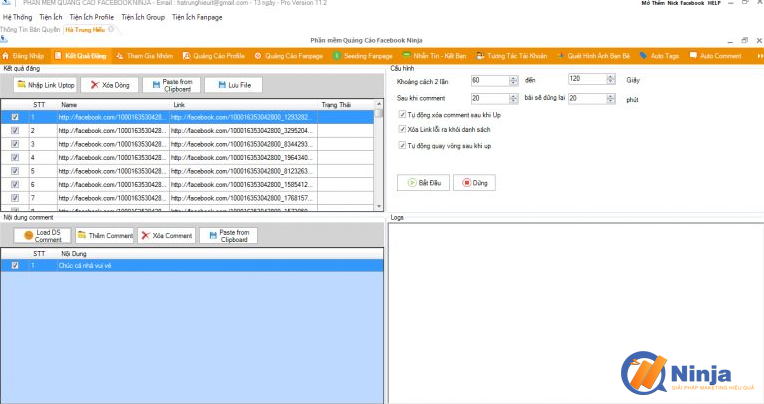 PHẦN MỀM QUẢNG CÁO FACEBOOK NINJA - Email : hatrunghieurit@gmail.com - 13 ngày - Pro Version 11.2
Mở Thêm Nick Facebook HELP
Hệ Thống Tiện Ích Tiện Ích Profile Tiện Ích Group Tiện Ích Fanpage
Thông Tin Bản Quyền Hà Trung Hiếu
Phần mềm Quảng Cáo Facebook Ninja
Đăng Nhập Kết Quả Đăng Tham Gia Nhóm Quảng Cáo Profile Quảng Cáo Fanpage Seeding Fanpage Nhắn Tin - Kết Bạn Tương Tác Tài Khoản Quét Hình Ảnh Bạn Bè Auto Tags Auto Comment
Kết quả đăng
Nhập Link Uptop Xóa Dòng Paste from Clipboard Lưu File
STT Name Link Trạng Thái
1 http://facebook.com/1000163530428... http://facebook.com/100016353042800_1293282...
2 http://facebook.com/1000163530428... http://facebook.com/100016353042800_3295204...
3 http://facebook.com/1000163530428... http://facebook.com/100016353042800_8344293...
4 http://facebook.com/1000163530428... http://facebook.com/100016353042800_1964340...
5 http://facebook.com/1000163530428... http://facebook.com/100016353042800_8123263...
6 http://facebook.com/1000163530428... http://facebook.com/100016353042800_1585412...
7 http://facebook.com/1000163530428... http://facebook.com/100016353042800_1768157...
Cấu hình
Khoảng cách 2 lần 60 đến 120 Giây
Sau khi comment 20 bài sẽ dừng lại 20 phút
Tự động xóa comment sau khi Up
Xóa Link lỗi ra khỏi danh sách
Tự động quay vòng sau khi up
Bắt Đầu Dừng
Nội dung comment
Load DS Comment Thêm Comment Xóa Comment Paste from Clipboard
STT Nội Dung
1 Chúc cả nhà vui vẻ
Logs
Ninja
GIẢI PHÁP MARKETING HIỆU QUẢ